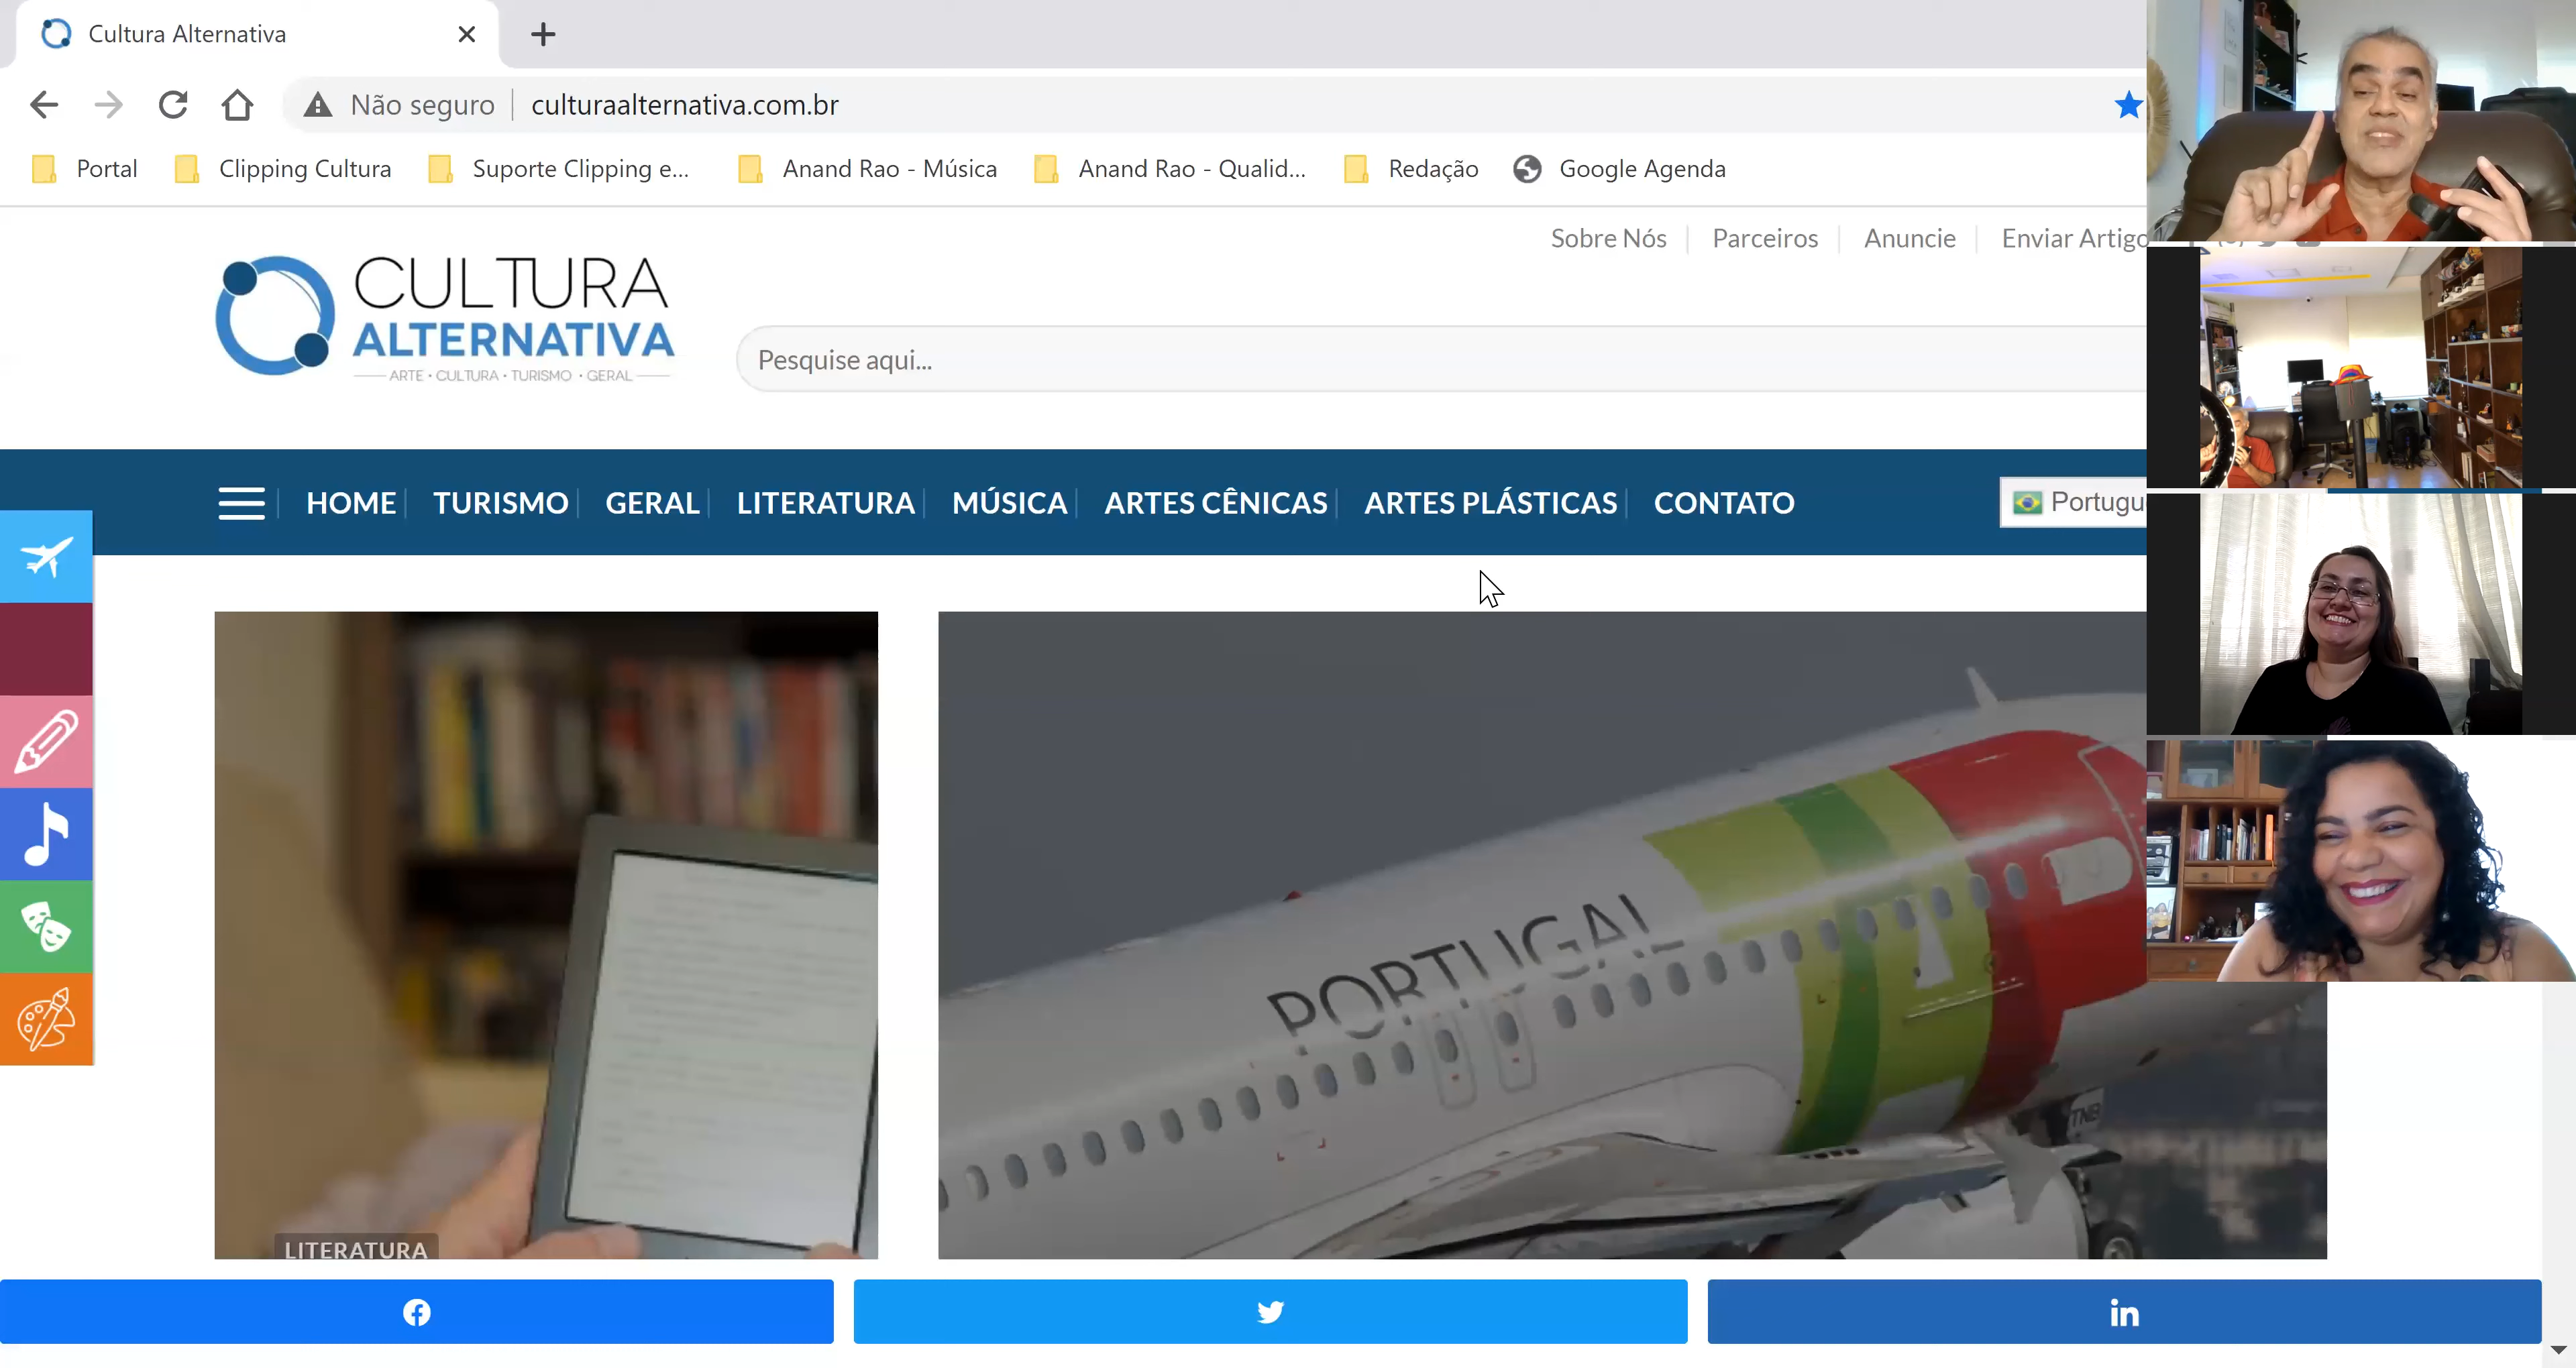 Cultura Alternativa
Não seguro | culturaalternativa.com.br
Portal Clipping Cultura Suporte Clipping e... Anand Rao - Música Anand Rao - Qualid... Redação Google Agenda
Sobre Nós Parceiros Anuncie Enviar Artigo
CULTURA
ALTERNATIVA
ARTE • CULTURA • TURISMO • GERAL
Pesquise aqui...
HOME TURISMO GERAL LITERATURA MÚSICA ARTES CÊNICAS ARTES PLÁSTICAS CONTATO Portugu
PORTUGAL
TNB
LITERATURA
in